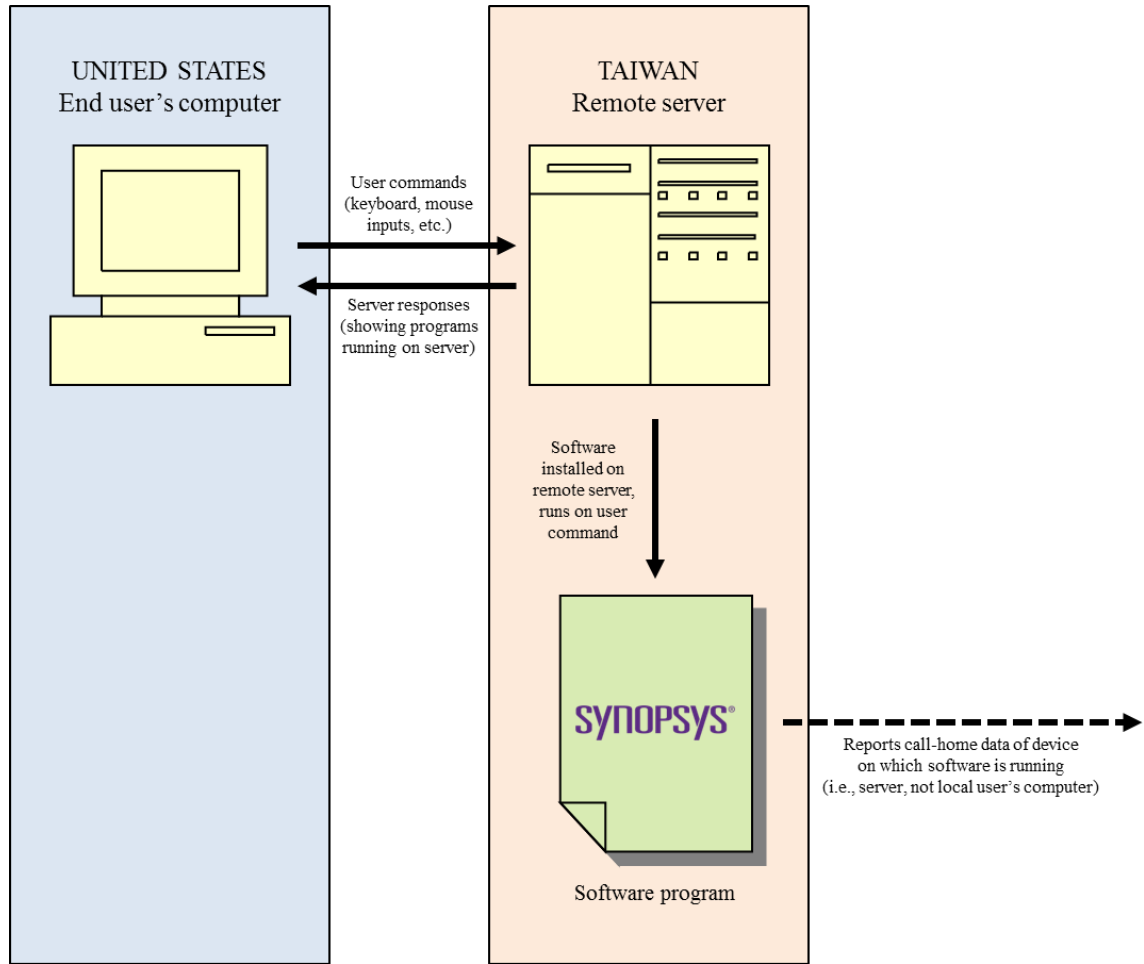 UNITED STATES
End user’s computer
TAIWAN
Remote server
User commands
(keyboard, mouse
inputs, etc.)
Server responses
(showing programs
running on server)
Software
installed on
remote server,
runs on user
command
SYNOPSYS®
Reports call-home data of device
on which software is running
(i.e., server, not local user’s computer)
Software program